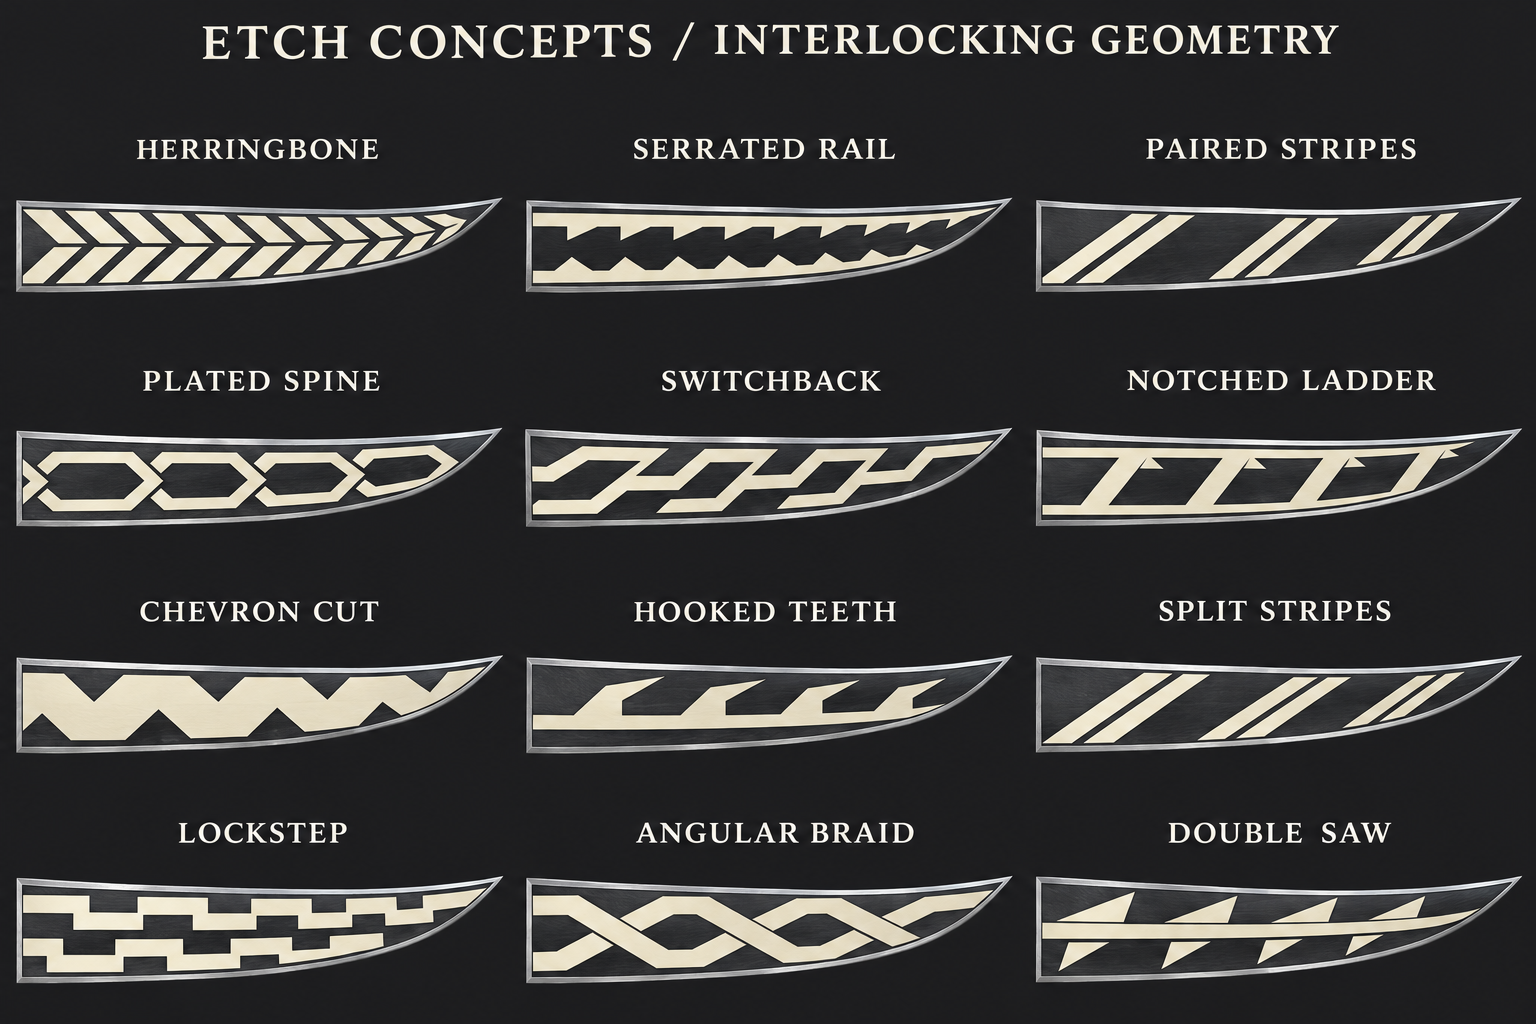 ETCH CONCEPTS / INTERLOCKING GEOMETRY
HERRINGBONE
SERRATED RAIL
PAIRED STRIPES
PLATED SPINE
SWITCHBACK
NOTCHED LADDER
CHEVRON CUT
HOOKED TEETH
SPLIT STRIPES
LOCKSTEP
ANGULAR BRAID
DOUBLE SAW